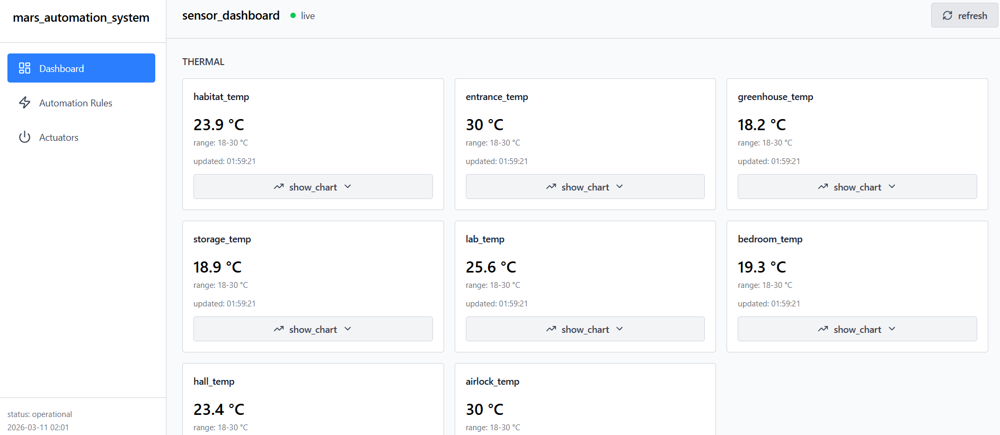 mars_automation_system
Dashboard
Automation Rules
Actuators
status: operational
2026-03-11 02:01
sensor_dashboard
live
refresh
THERMAL
habitat_temp
23.9 °C
range: 18-30 °C
updated: 01:59:21
show_chart
entrance_temp
30 °C
range: 18-30 °C
updated: 01:59:21
show_chart
greenhouse_temp
18.2 °C
range: 18-30 °C
updated: 01:59:21
show_chart
storage_temp
18.9 °C
range: 18-30 °C
updated: 01:59:21
show_chart
lab_temp
25.6 °C
range: 18-30 °C
updated: 01:59:21
show_chart
bedroom_temp
19.3 °C
range: 18-30 °C
updated: 01:59:21
show_chart
hall_temp
23.4 °C
range: 18-30 °C
airlock_temp
30 °C
range: 18-30 °C